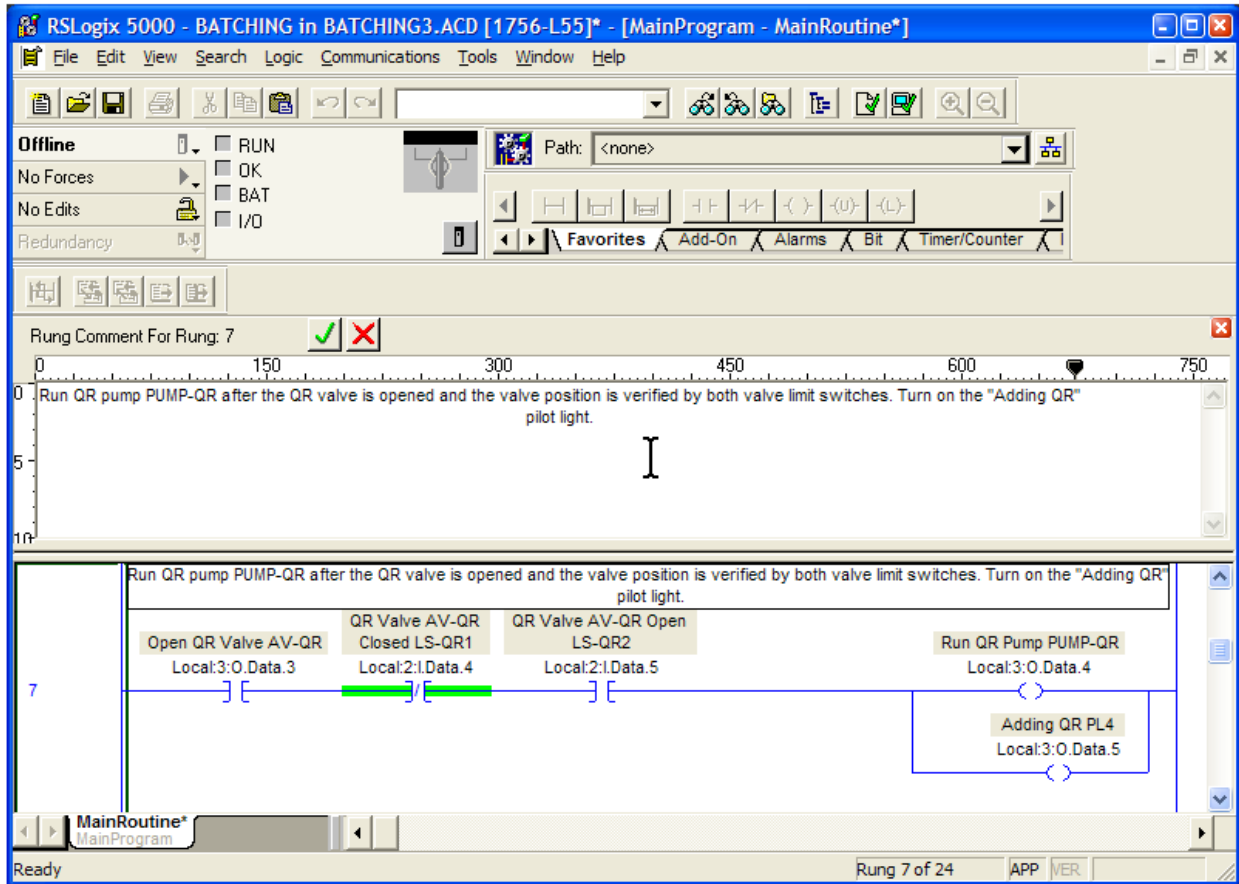 RSLogix 5000 - BATCHING in BATCHING3.ACD [1756-L55]* - [MainProgram - MainRoutine*]
File Edit View Search Logic Communications Tools Window Help
Offline
RUN
No Forces
OK
No Edits
BAT
Redundancy
I/O
Path: <none>
Favorites Add-On Alarms Bit Timer/Counter
Rung Comment For Rung: 7
0 150 300 450 600 750
0
Run QR pump PUMP-QR after the QR valve is opened and the valve position is verified by both valve limit switches. Turn on the "Adding QR"
pilot light.
5
10
Run QR pump PUMP-QR after the QR valve is opened and the valve position is verified by both valve limit switches. Turn on the "Adding QR"
pilot light.
QR Valve AV-QR QR Valve AV-QR Open
Open QR Valve AV-QR Closed LS-QR1 LS-QR2 Run QR Pump PUMP-QR
Local:3:O.Data.3 Local:2:I.Data.4 Local:2:I.Data.5 Local:3:O.Data.4
7
Adding QR PL4
Local:3:O.Data.5
MainRoutine*
MainProgram
Ready Rung 7 of 24 APP VER